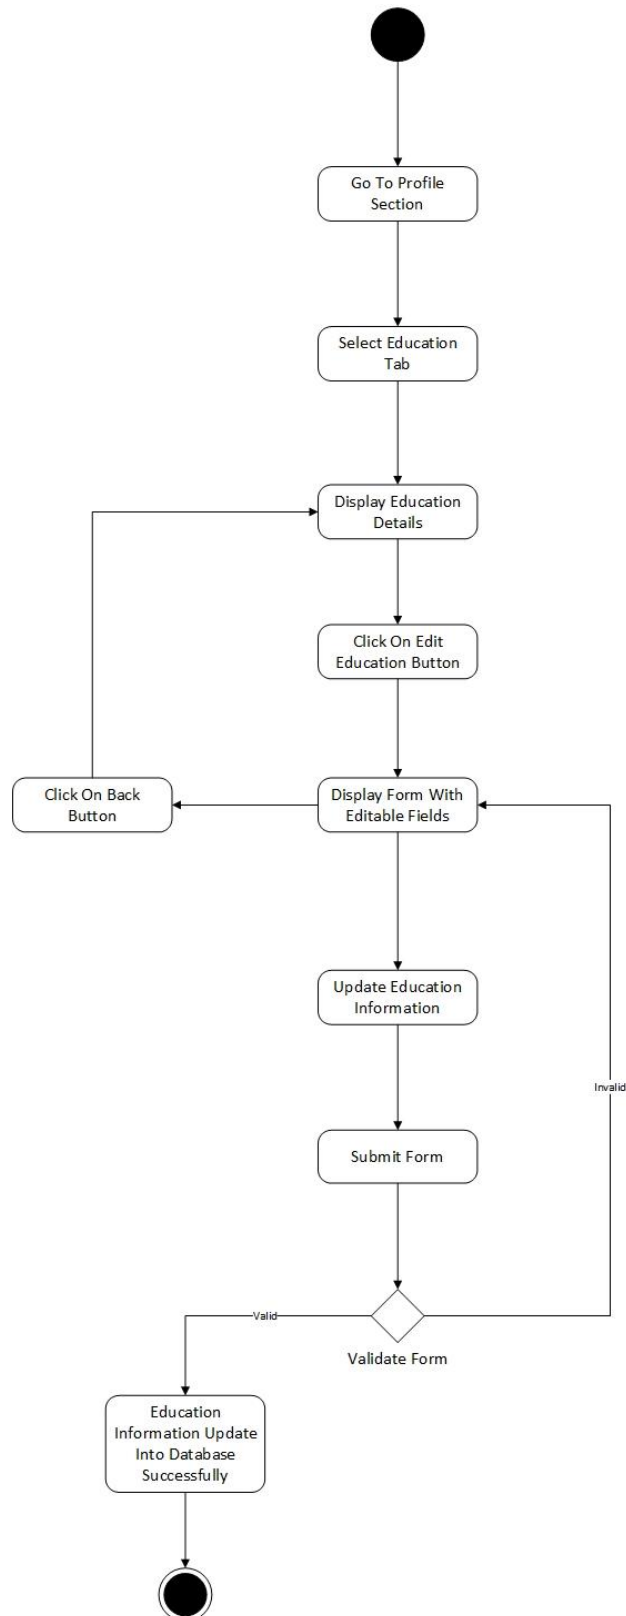 Go To Profile
Section
Select Education
Tab
Display Education
Details
Click On Edit
Education Button
Click On Back
Button
Display Form With
Editable Fields
Update Education
Information
Invalid
Submit Form
Valid
Validate Form
Education
Information Update
Into Database
Successfully